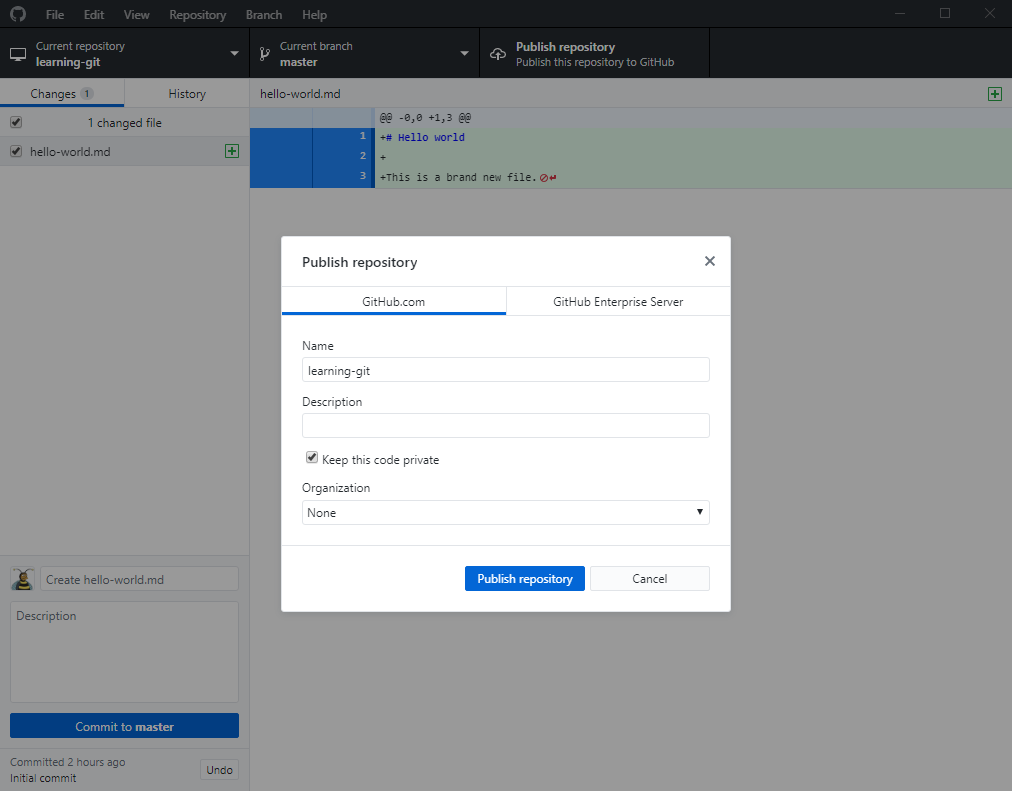 File Edit View Repository Branch Help
Current repository
learning-git
Current branch
master
Publish repository
Publish this repository to GitHub
Changes 1
History
1 changed file
hello-world.md
hello-world.md
@@ -0,0 +1,3 @@
1 +# Hello world
2 +
3 +This is a brand new file.
Publish repository
GitHub.com
GitHub Enterprise Server
Name
learning-git
Description
Keep this code private
Organization
None
Publish repository
Cancel
Create hello-world.md
Description
Commit to master
Committed 2 hours ago
Initial commit
Undo